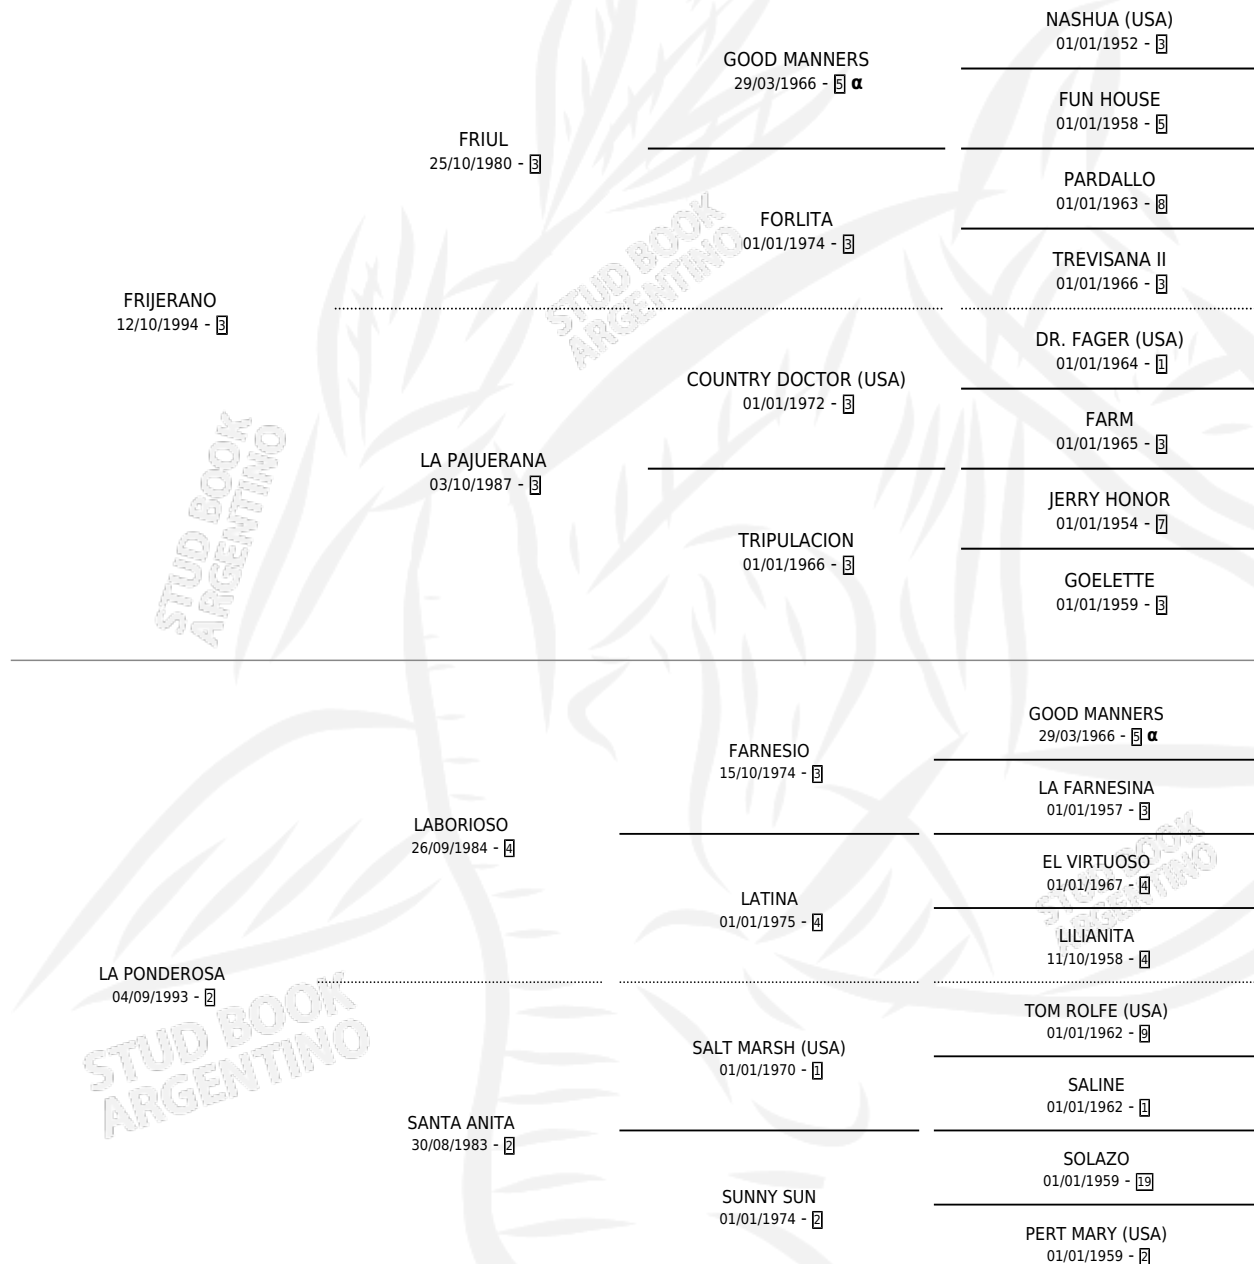 NASHUA (USA)
01/01/1952 - 3
GOOD MANNERS
29/03/1966 - 5 α
FUN HOUSE
01/01/1958 - 5
FRIUL
25/10/1980 - 3
PARDALLO
01/01/1963 - 8
FORLITA
01/01/1974 - 3
TREVISANA II
01/01/1966 - 3
FRIJERANO
12/10/1994 - 3
DR. FAGER (USA)
01/01/1964 - 1
COUNTRY DOCTOR (USA)
01/01/1972 - 3
FARM
01/01/1965 - 3
LA PAJUERANA
03/10/1987 - 3
JERRY HONOR
01/01/1954 - 7
TRIPULACION
01/01/1966 - 3
GOELETTE
01/01/1959 - 3
STUD BOOK
ARGENTINO
STUD BOOK
ARGENTINO
GOOD MANNERS
29/03/1966 - 5 α
FARNESIO
15/10/1974 - 3
LA FARNESINA
01/01/1957 - 3
LABORIOSO
26/09/1984 - 4
EL VIRTUOSO
01/01/1967 - 4
LATINA
01/01/1975 - 4
LILIANITA
11/10/1958 - 4
LA PONDEROSA
04/09/1993 - 2
TOM ROLFE (USA)
01/01/1962 - 9
SALT MARSH (USA)
01/01/1970 - 1
SALINE
01/01/1962 - 1
SANTA ANITA
30/08/1983 - 2
SOLAZO
01/01/1959 - 19
SUNNY SUN
01/01/1974 - 2
PERT MARY (USA)
01/01/1959 - 2
STUD BOOK
ARGENTINO
STUD BOOK
ARGENTINO